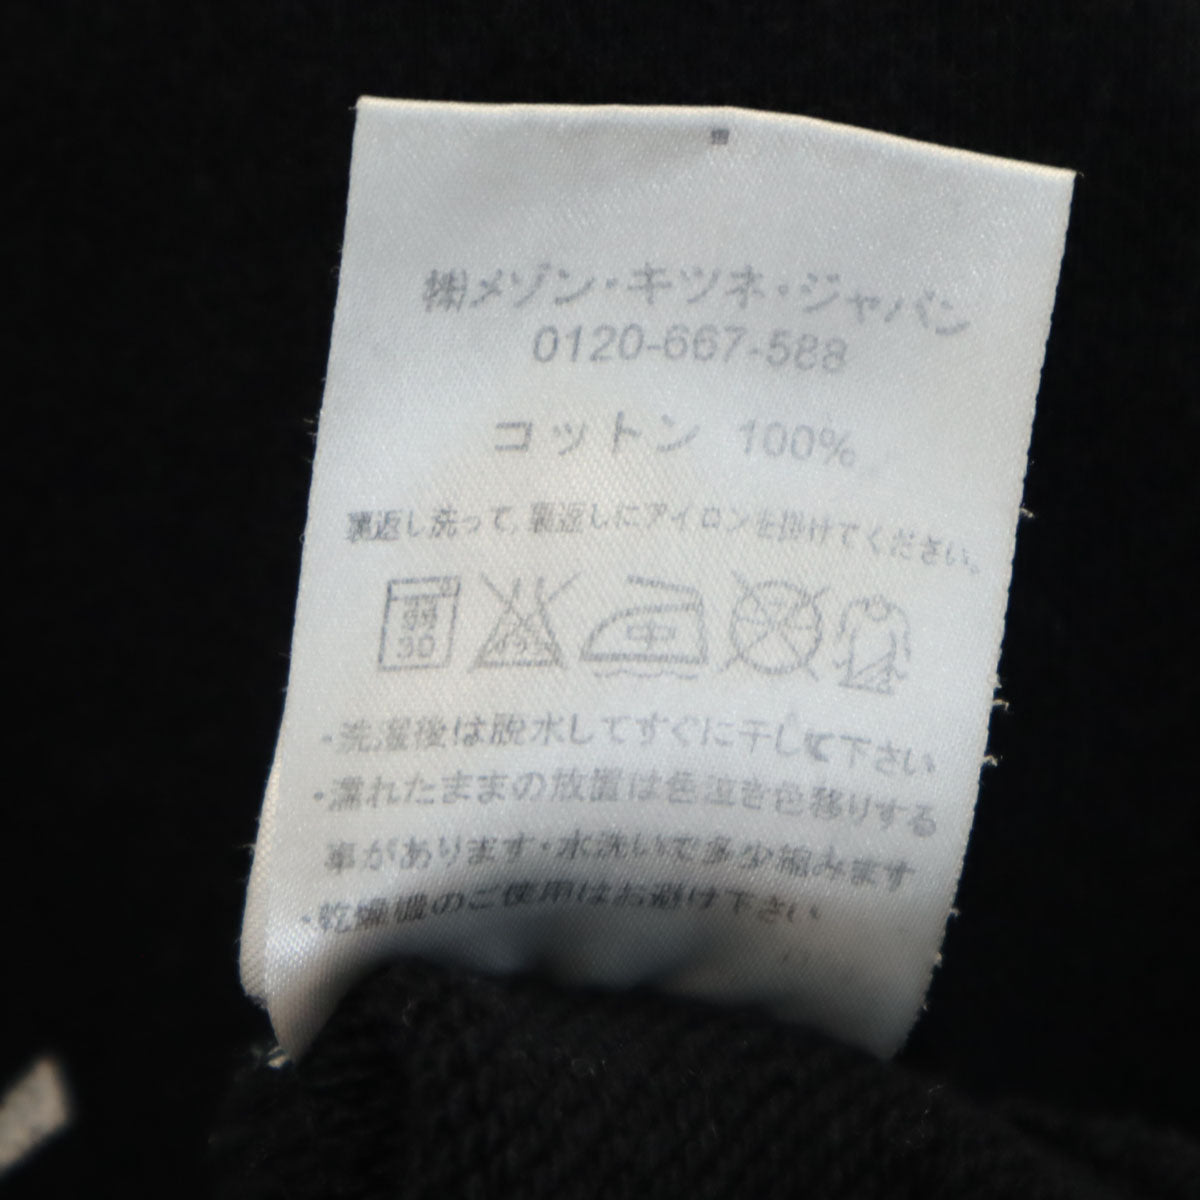 ㈱メゾン・キツネ・ジャパン
0120-667-588
コットン 100%
裏返し洗って、裏返しにアイロンを掛けてください。
30 中
・洗濯後は脱水してすぐに干して下さい
・濡れたままの放置は色泣き色移りする
事があります・水洗いで多少縮みます
・乾燥機のご使用はお避け下さい